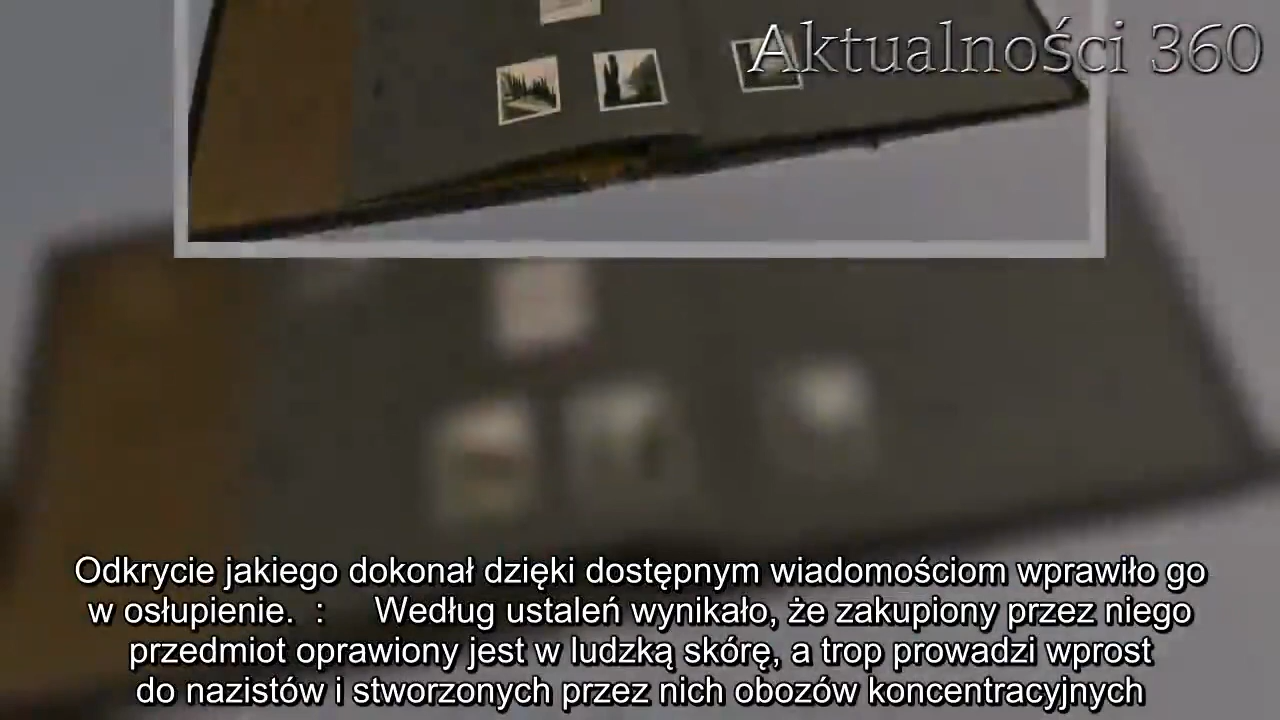 Aktualności 360
Odkrycie jakiego dokonał dzięki dostępnym wiadomościom wprawiło go
w osłupienie. : Według ustaleń wynikało, że zakupiony przez niego
przedmiot oprawiony jest w ludzką skórę, a trop prowadzi wprost
do nazistów i stworzonych przez nich obozów koncentracyjnych